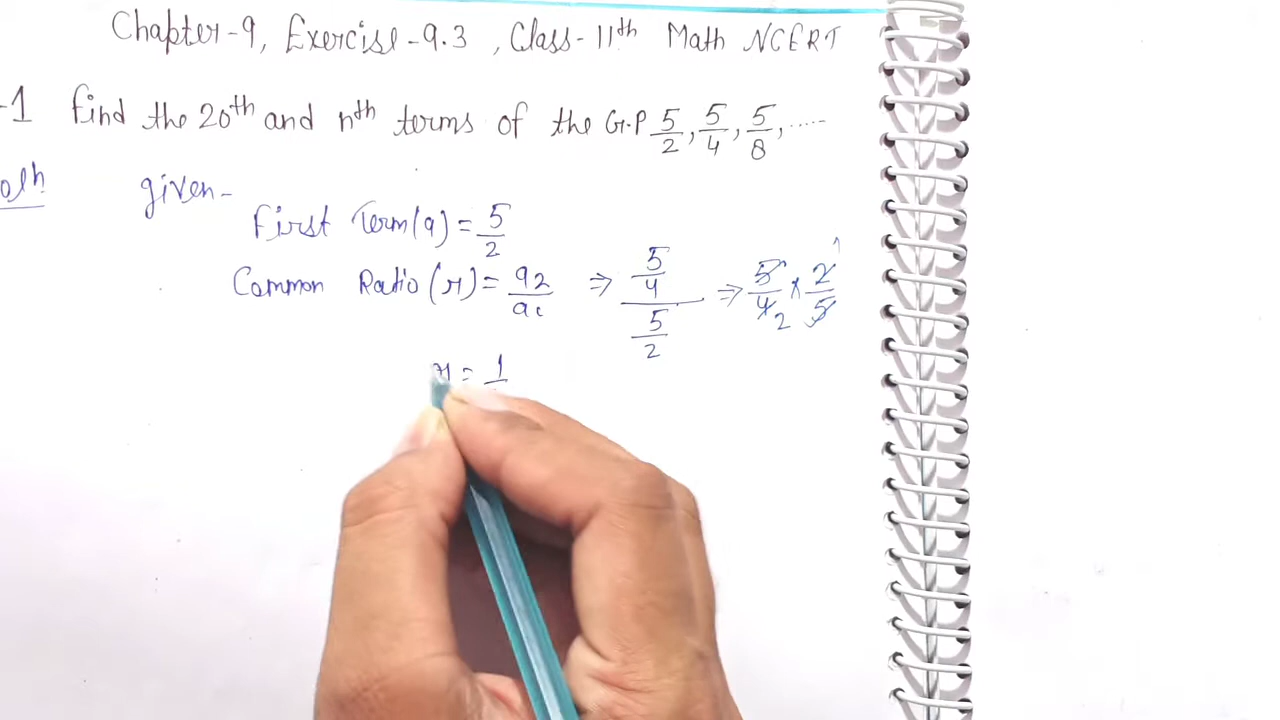 Chapter-9, Exercise-9.3, Class-11th Math NCERT
-1 find the 20th and nth terms of the G.P 5/2, 5/4, 5/8, .....
given-
First Term(a) = 5/2
Common Ratio (r) = a2/a1 ⇒ 5/4 / 5/2 ⇒ 5/4 2 × 2/5 1
r = 1